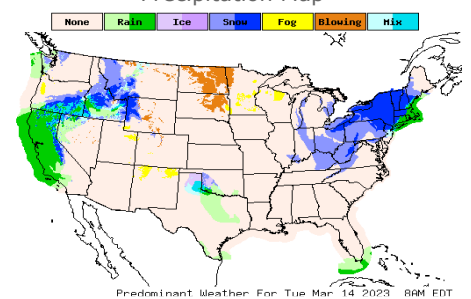 Precipitation Map
None Rain Ice Snow Fog Blowing Mix
Predominant Weather For Tue Mar 14 2023 8AM EDT